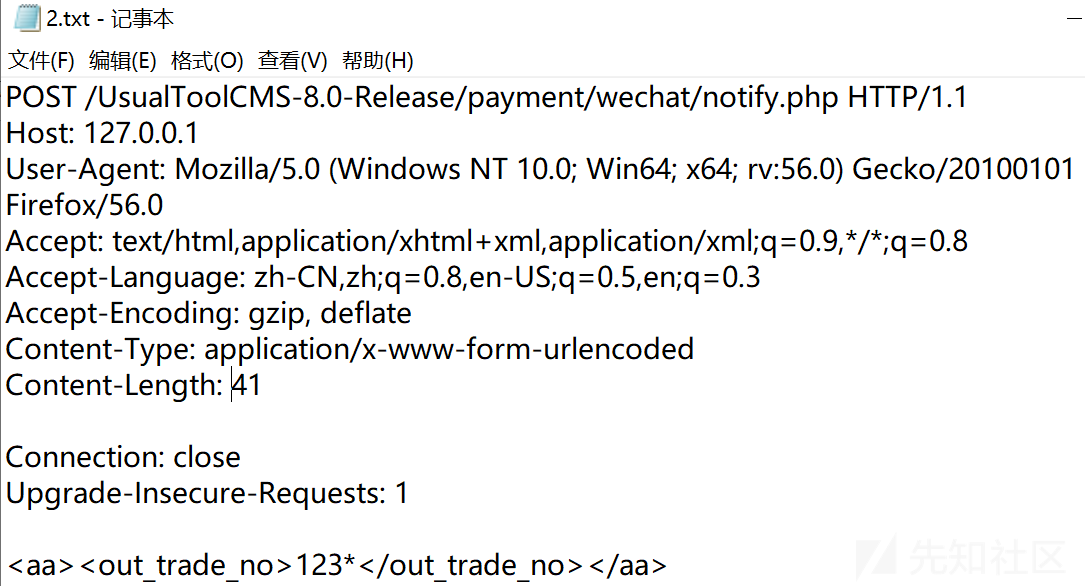 2.txt - 记事本
文件(F) 编辑(E) 格式(O) 查看(V) 帮助(H)
POST /UsualToolCMS-8.0-Release/payment/wechat/notify.php HTTP/1.1
Host: 127.0.0.1
User-Agent: Mozilla/5.0 (Windows NT 10.0; Win64; x64; rv:56.0) Gecko/20100101
Firefox/56.0
Accept: text/html,application/xhtml+xml,application/xml;q=0.9,*/*;q=0.8
Accept-Language: zh-CN,zh;q=0.8,en-US;q=0.5,en;q=0.3
Accept-Encoding: gzip, deflate
Content-Type: application/x-www-form-urlencoded
Content-Length: 41
Connection: close
Upgrade-Insecure-Requests: 1
<aa><out_trade_no>123*</out_trade_no></aa>
先知社区